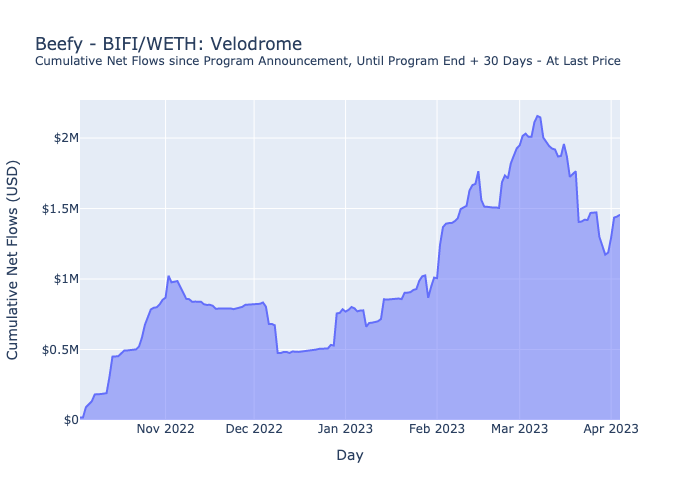 Beefy - BIFI/WETH: Velodrome
Cumulative Net Flows since Program Announcement, Until Program End + 30 Days - At Last Price
Cumulative Net Flows (USD)
$2M
$1.5M
$1M
$0.5M
$0
Nov 2022
Dec 2022
Jan 2023
Feb 2023
Mar 2023
Apr 2023
Day